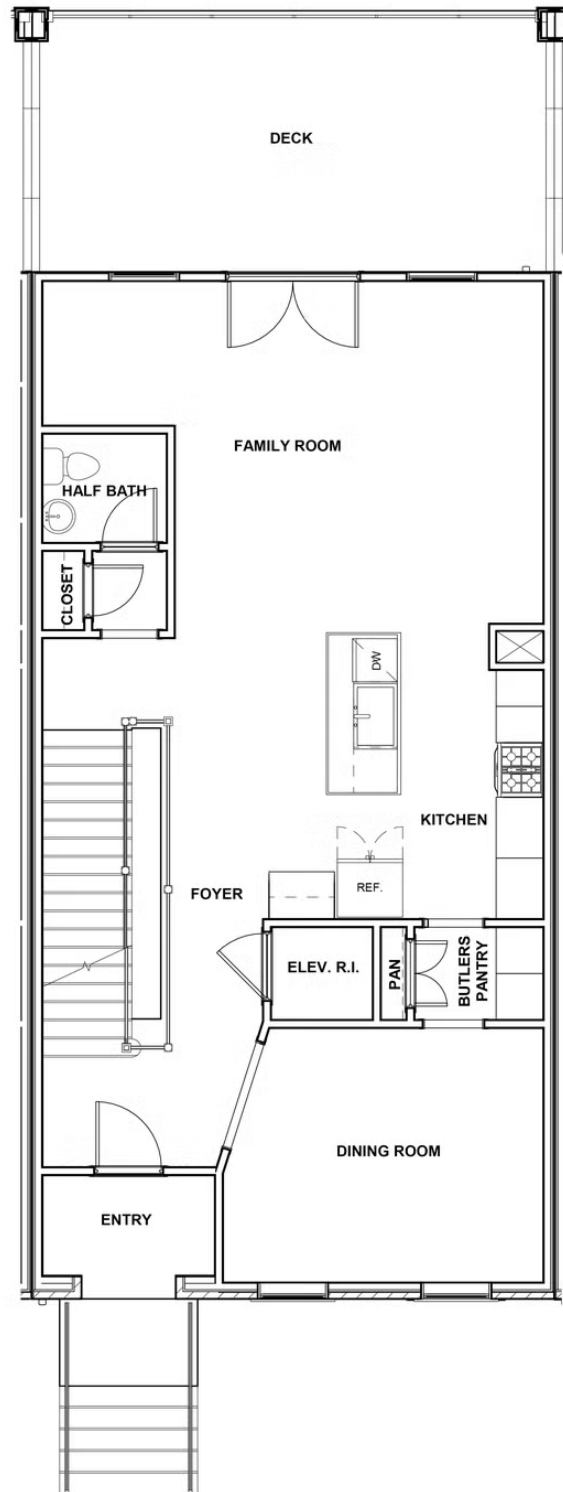 DECK
FAMILY ROOM
HALF BATH
CLOSET
DW
KITCHEN
REF.
FOYER
ELEV. R.I.
PAN
BUTLERS
PANTRY
DINING ROOM
ENTRY